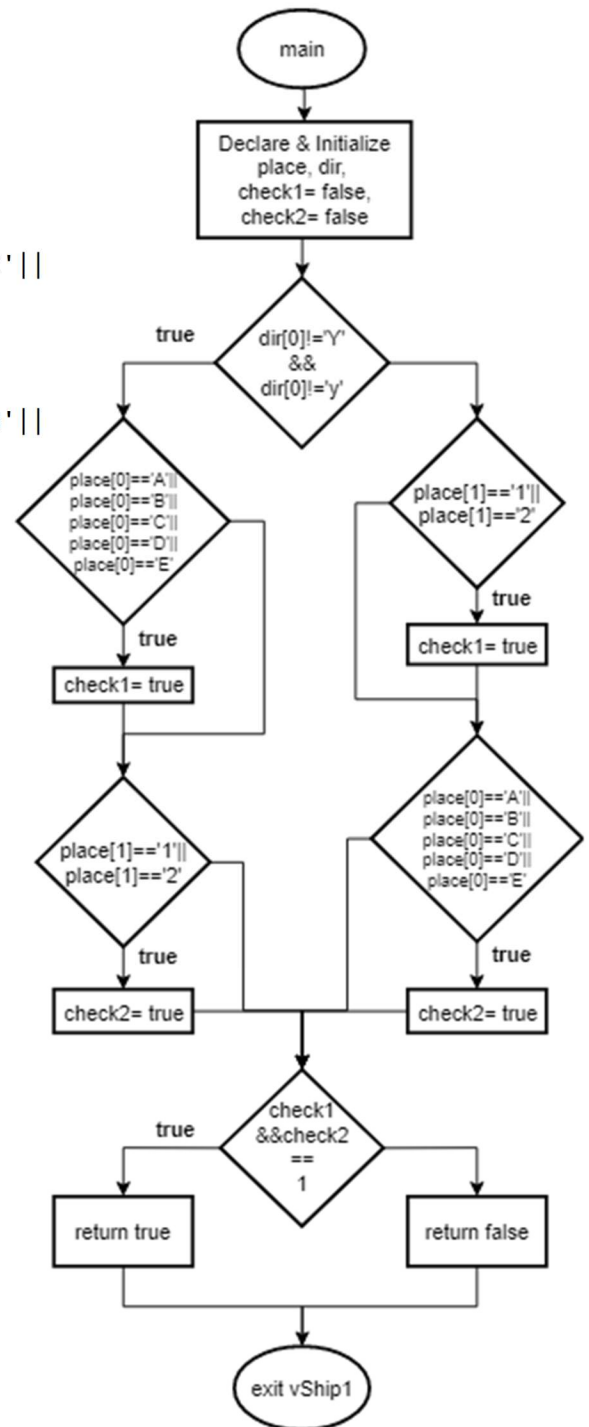 main
Declare & Initialize
place, dir,
check1= false,
check2= false
'||
true
dir[0]!='Y'
&&
dir[0]!='y'
'||
place[0]=='A'||
place[0]=='B'||
place[0]=='C'||
place[0]=='D'||
place[0]=='E'
true
check1= true
place[1]=='1'||
place[1]=='2'
true
check1= true
place[1]=='1'||
place[1]=='2'
true
check2= true
place[0]=='A'||
place[0]=='B'||
place[0]=='C'||
place[0]=='D'||
place[0]=='E'
true
check2= true
check1
&&check2
==
1
true
return true
return false
exit vShip1